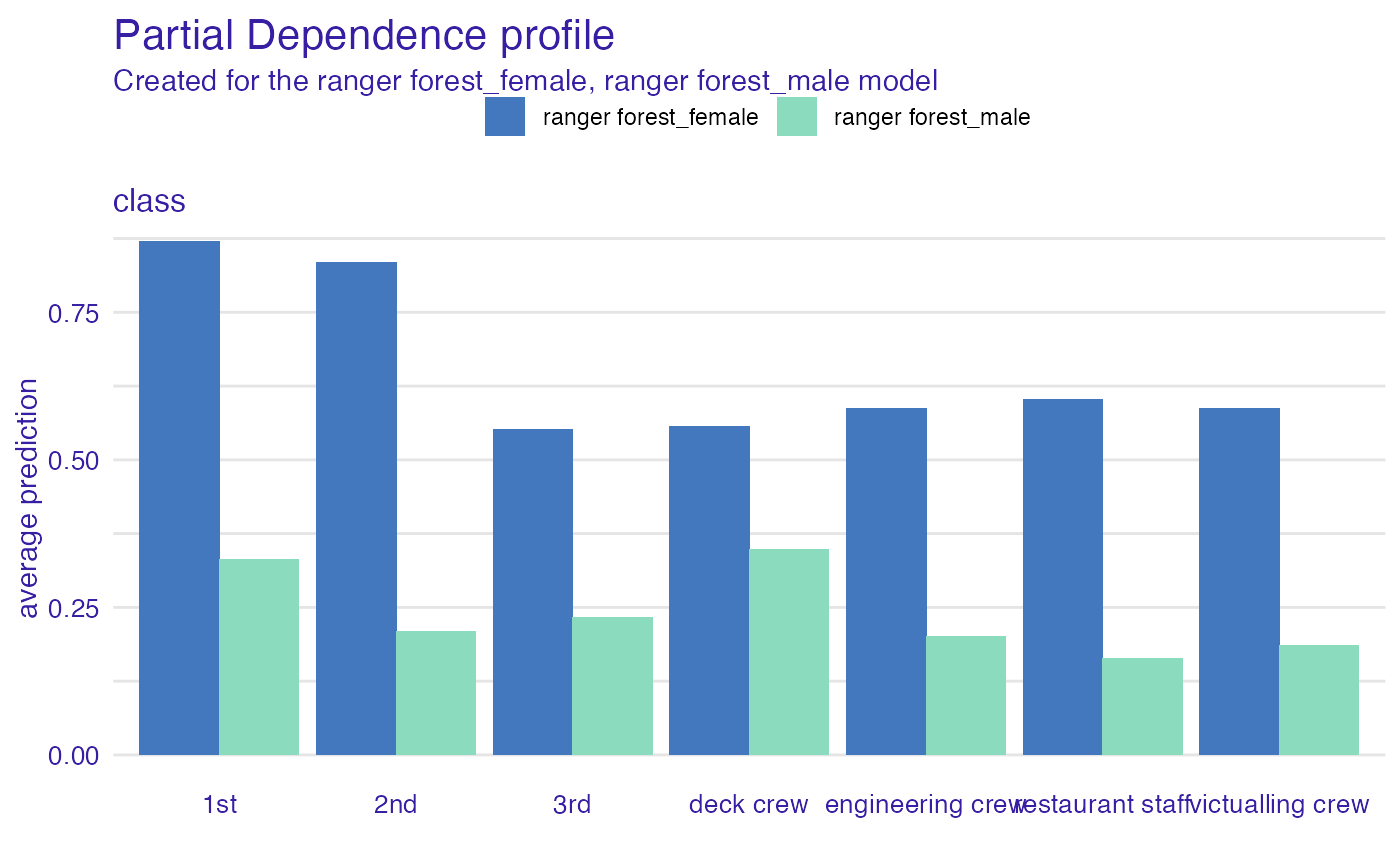 Partial Dependence profile
Created for the ranger forest_female, ranger forest_male model
ranger forest_female ranger forest_male
class
average prediction
0.75
0.50
0.25
0.00
1st 2nd 3rd deck crew engineering crew restaurant staff victualling crew